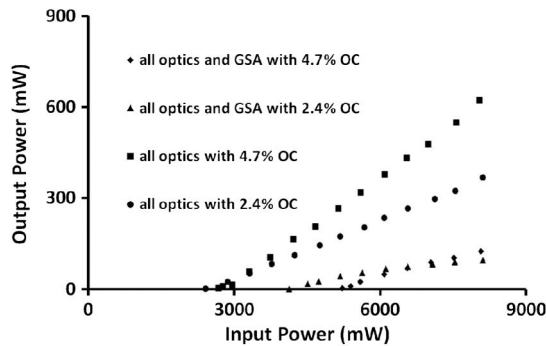 900
600
300
0
Output Power (mW)
all optics and GSA with 4.7% OC
all optics and GSA with 2.4% OC
all optics with 4.7% OC
all optics with 2.4% OC
0 3000 6000 9000
Input Power (mW)